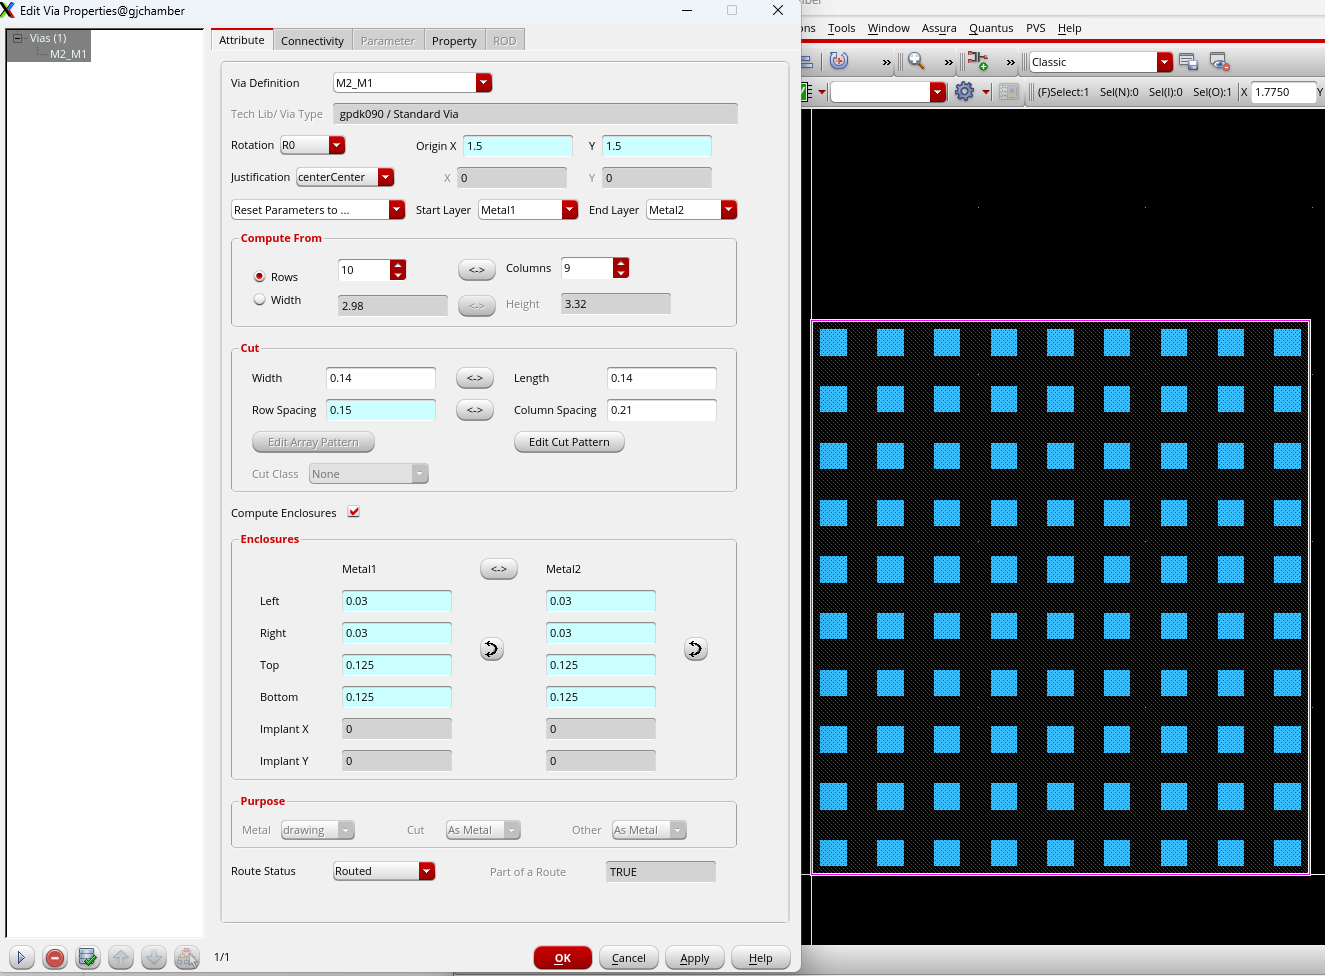 Edit Via Properties@gjchamber
Vias (1)
M2_M1
Attribute Connectivity Parameter Property ROD
Via Definition M2_M1
Tech Lib/ Via Type gpdk090 / Standard Via
Rotation R0 Origin X 1.5 Y 1.5
Justification centerCenter X 0 Y 0
Reset Parameters to ... Start Layer Metal1 End Layer Metal2
Compute From
Rows 10 <-> Columns 9
Width 2.98 <-> Height 3.32
Cut
Width 0.14 <-> Length 0.14
Row Spacing 0.15 <-> Column Spacing 0.21
Edit Array Pattern Edit Cut Pattern
Cut Class None
Compute Enclosures
Enclosures
Metal1 <-> Metal2
Left 0.03 0.03
Right 0.03 0.03
Top 0.125 0.125
Bottom 0.125 0.125
Implant X 0 0
Implant Y 0 0
Purpose
Metal drawing Cut As Metal Other As Metal
Route Status Routed Part of a Route TRUE
1/1 OK Cancel Apply Help
Tools Window Assura Quantus PVS Help
» » » Classic
(F)Select:1 Sel(N):0 Sel(I):0 Sel(O):1 X 1.7750 Y